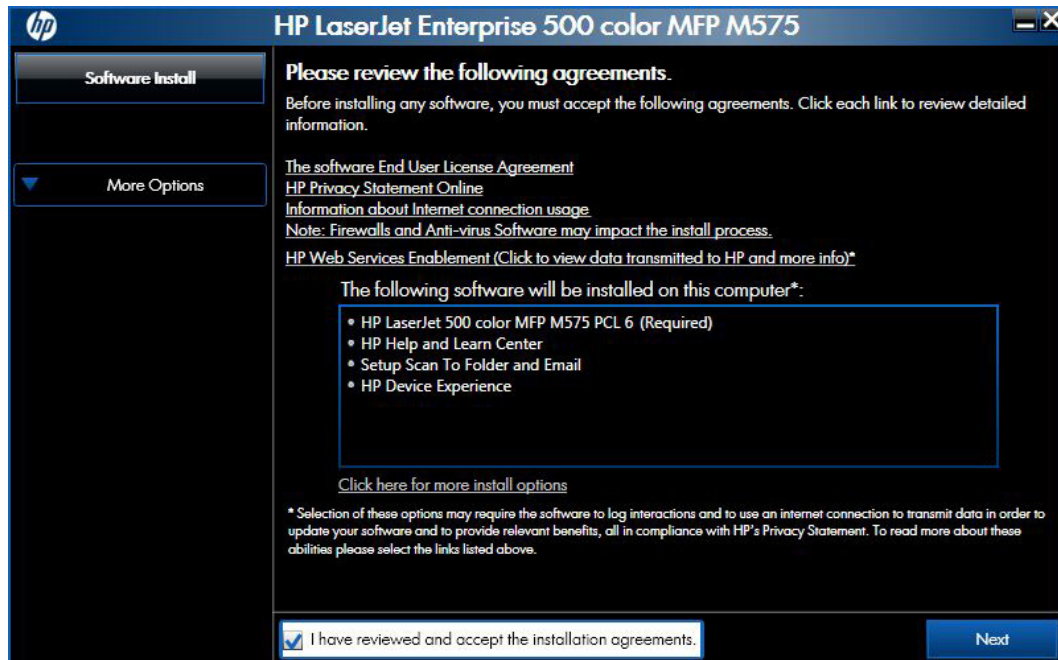 hp
HP LaserJet Enterprise 500 color MFP M575
Software Install
More Options
Please review the following agreements.
Before installing any software, you must accept the following agreements. Click each link to review detailed
information.
The software End User License Agreement
HP Privacy Statement Online
Information about Internet connection usage
Note: Firewalls and Anti-virus Software may impact the install process.
HP Web Services Enablement (Click to view data transmitted to HP and more info)*
The following software will be installed on this computer*:
• HP LaserJet 500 color MFP M575 PCL 6 (Required)
• HP Help and Learn Center
• Setup Scan To Folder and Email
• HP Device Experience
Click here for more install options
* Selection of these options may require the software to log interactions and to use an internet connection to transmit data in order to
update your software and to provide relevant benefits, all in compliance with HP's Privacy Statement. To read more about these
abilities please select the links listed above.
I have reviewed and accept the installation agreements.
Next